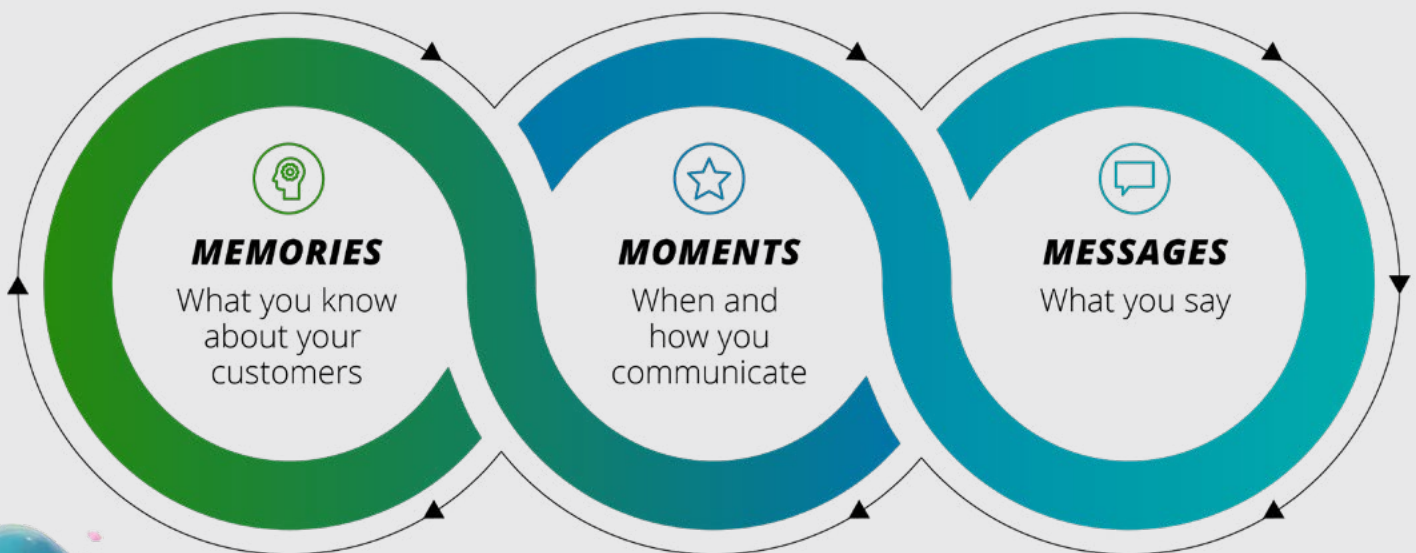 MEMORIES
What you know
about your
customers
MOMENTS
When and
how you
communicate
MESSAGES
What you say